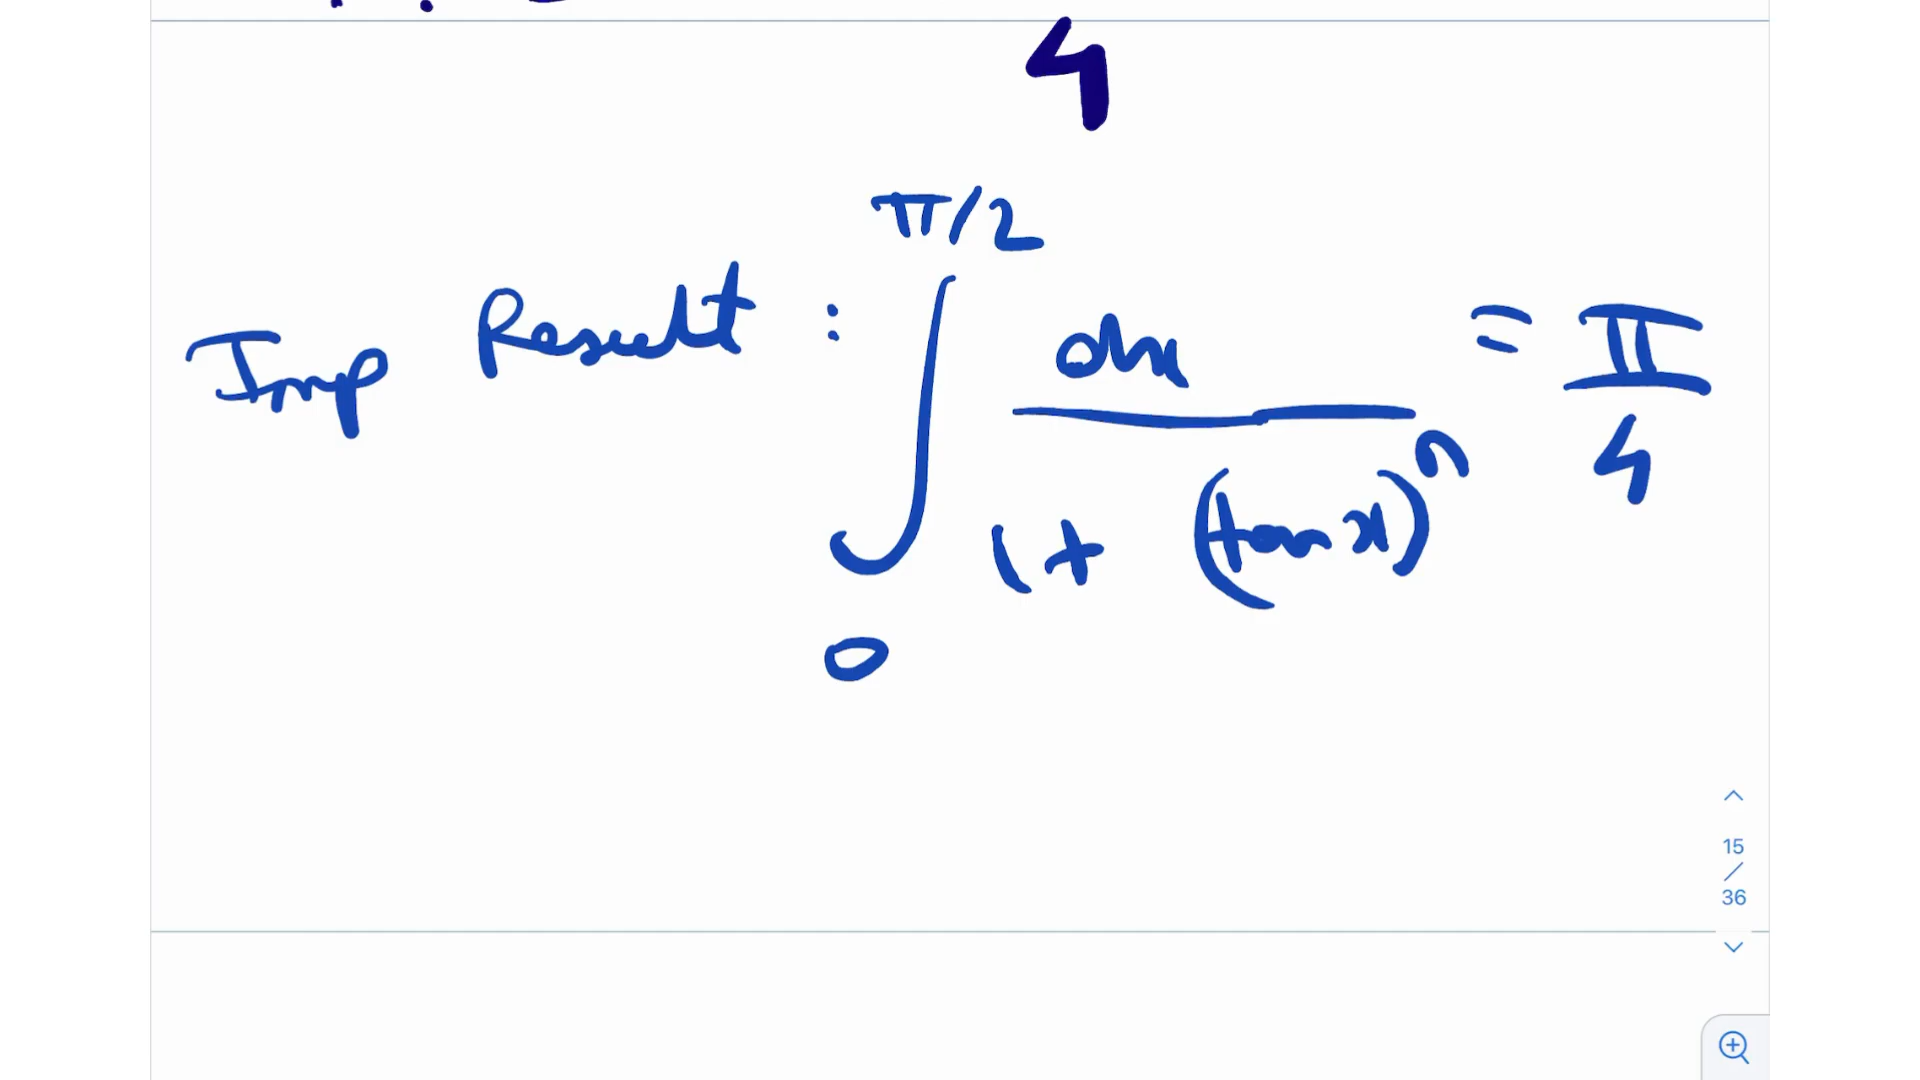 4
Imp Result : ∫₀^{π/2} dx / (1 + (tan x)^n) = π/4
15
/
36